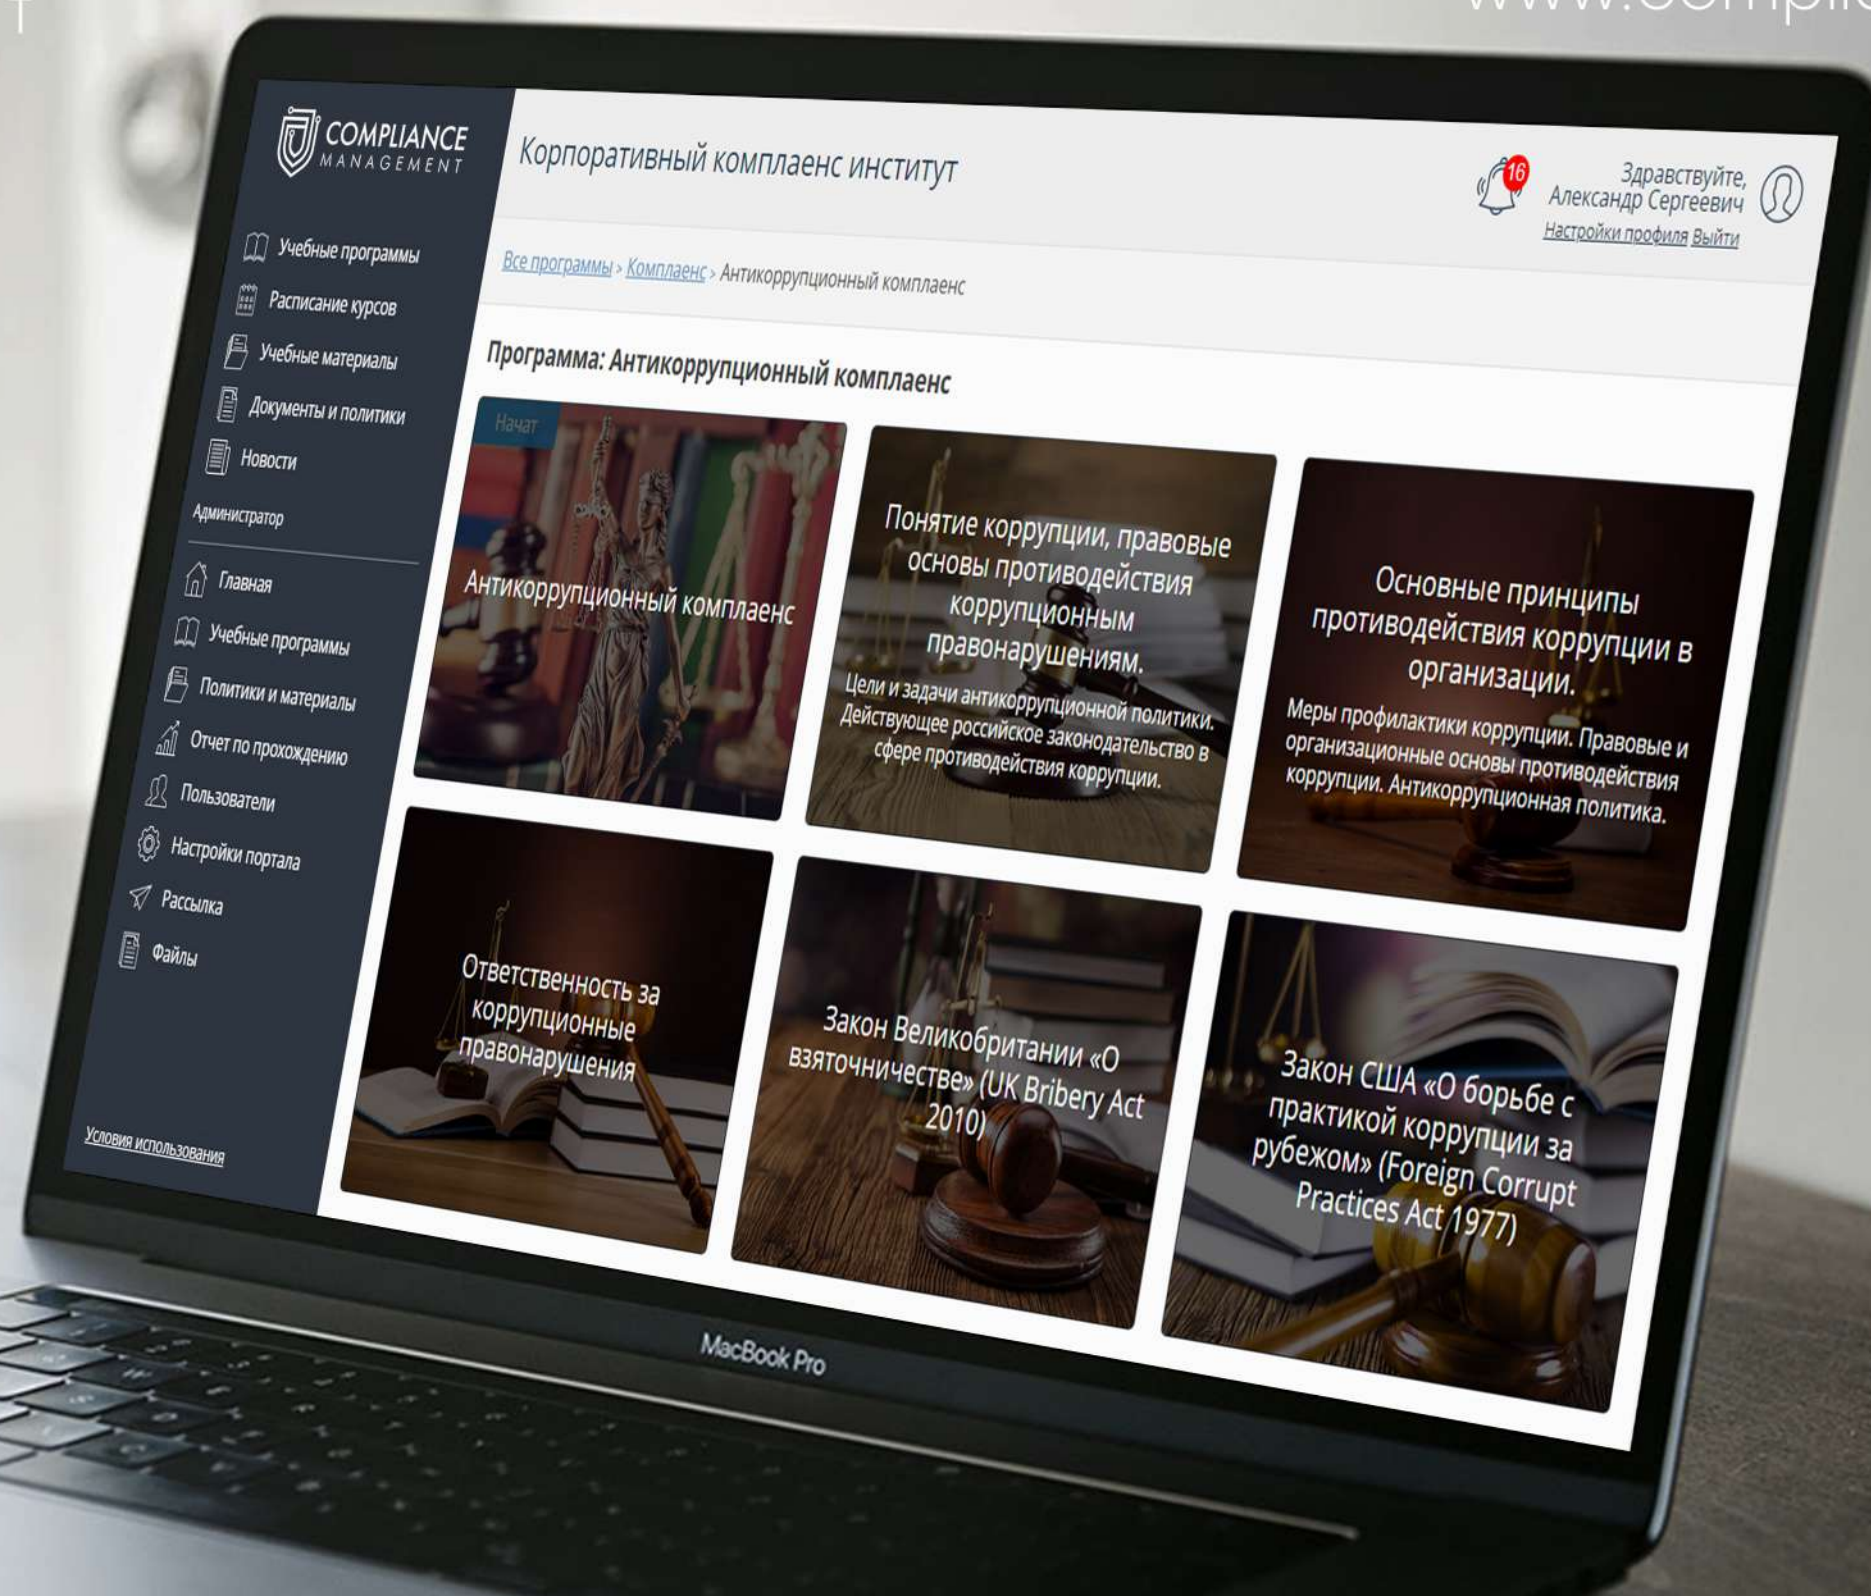 COMPLIANCE
MANAGEMENT
Корпоративный комплаенс институт
16
Здравствуйте,
Александр Сергеевич
Настройки профиля Выйти
Учебные программы
Расписание курсов
Учебные материалы
Документы и политики
Новости
Администратор
Главная
Учебные программы
Политики и материалы
Отчет по прохождению
Пользователи
Настройки портала
Рассылка
Файлы
Условия использования
Все программы > Комплаенс > Антикоррупционный комплаенс
Программа: Антикоррупционный комплаенс
Начат
Антикоррупционный комплаенс
Понятие коррупции, правовые
основы противодействия
коррупционным
правонарушениям.
Цели и задачи антикоррупционной политики.
Действующее российское законодательство в
сфере противодействия коррупции.
Основные принципы
противодействия коррупции в
организации.
Меры профилактики коррупции. Правовые и
организационные основы противодействия
коррупции. Антикоррупционная политика.
Ответственность за
коррупционные
правонарушения
Закон Великобритании «О
взяточничестве» (UK Bribery Act
2010)
Закон США «О борьбе с
практикой коррупции за
рубежом» (Foreign Corrupt
Practices Act 1977)
MacBook Pro